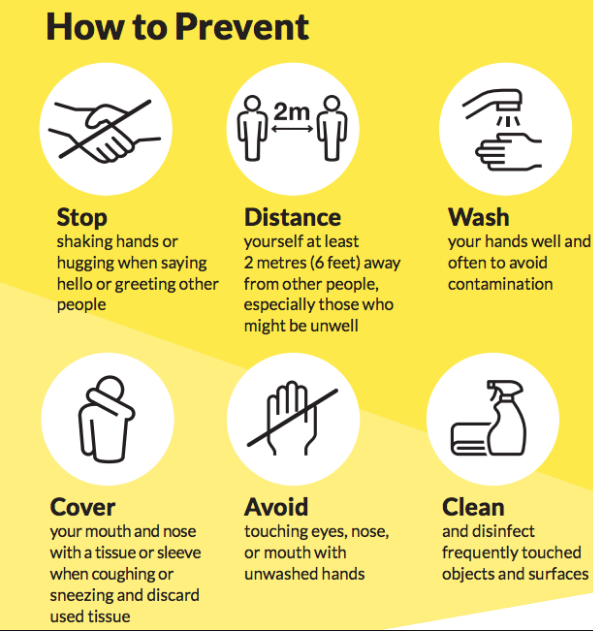 How to Prevent
2m
Stop
shaking hands or
hugging when saying
hello or greeting other
people
Distance
yourself at least
2 metres (6 feet) away
from other people,
especially those who
might be unwell
Wash
your hands well and
often to avoid
contamination
Cover
your mouth and nose
with a tissue or sleeve
when coughing or
sneezing and discard
used tissue
Avoid
touching eyes, nose,
or mouth with
unwashed hands
Clean
and disinfect
frequently touched
objects and surfaces